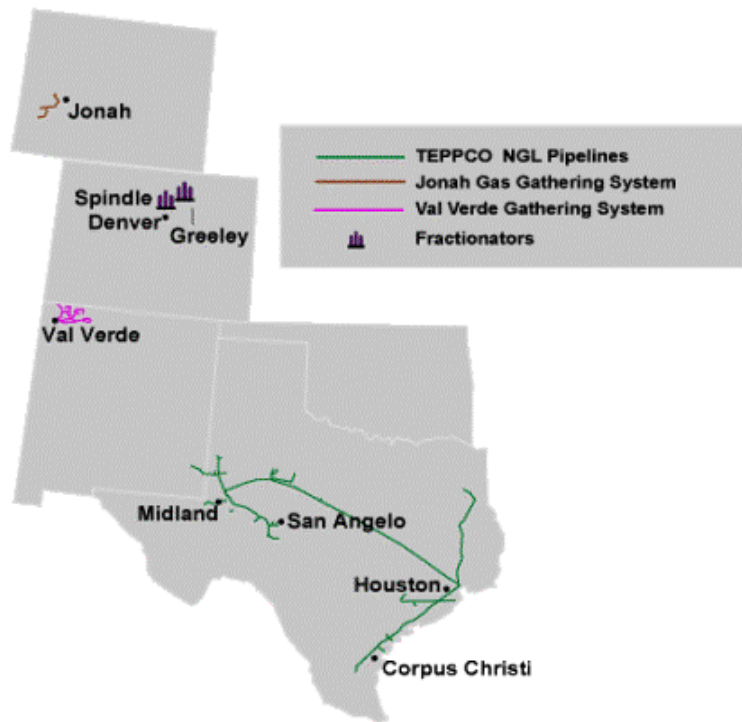 Jonah
TEPPCO NGL Pipelines
Jonah Gas Gathering System
Val Verde Gathering System
Fractionators
Spindle
Denver
Greeley
Val Verde
Midland
San Angelo
Houston
Corpus Christi